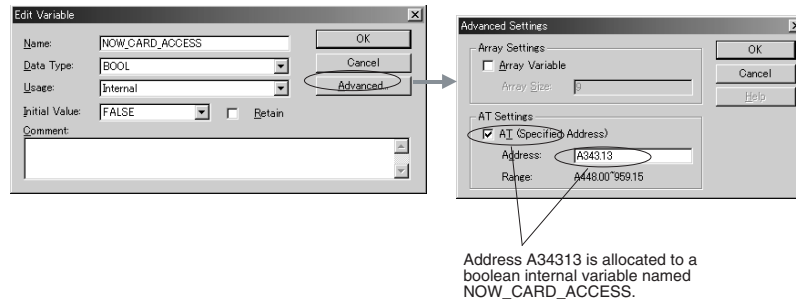 Edit Variable
Name: NOW_CARD_ACCESS
Data Type: BOOL
Usage: Internal
Initial Value: FALSE Retain
Comment:
OK
Cancel
Advanced..
Advanced Settings
Array Settings
Array Variable
Array Size: 9
AT Settings
AT (Specified Address)
Address: A343.13
Range: A448.00~959.15
OK
Cancel
Help
Address A34313 is allocated to a
boolean internal variable named
NOW_CARD_ACCESS.